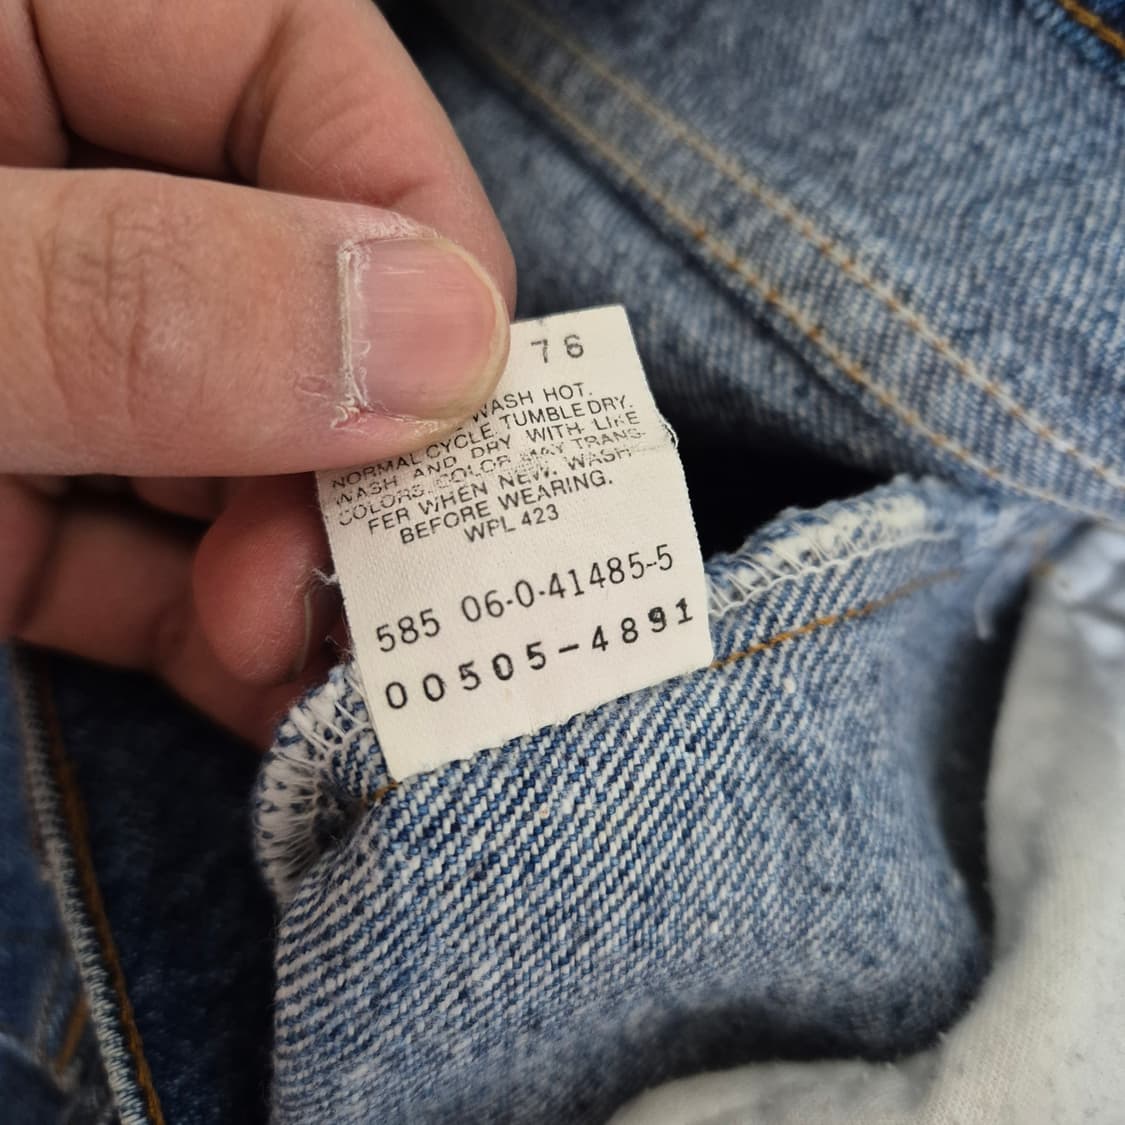 76
WASH HOT.
NORMAL CYCLE. TUMBLE DRY.
WASH AND DRY WITH LIKE
COLORS. COLOR MAY TRANS-
FER WHEN NEW. WASH
BEFORE WEARING.
WPL 423
585 06-0-41485-5
00505-4891